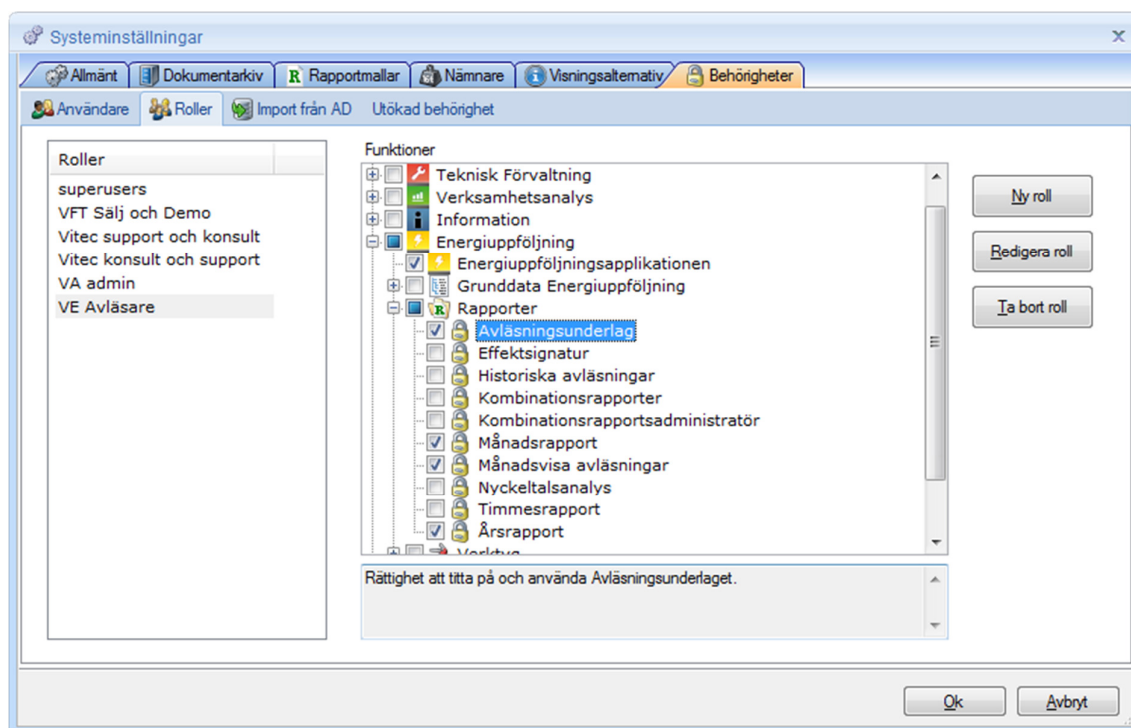 Systeminställningar
Allmänt Dokumentarkiv R Rapportmallar Nämnare Visningsalternativ Behörigheter
Användare Roller Import från AD Utökad behörighet
Roller
superusers
VFT Sälj och Demo
Vitec support och konsult
Vitec konsult och support
VA admin
VE Avläsare
Funktioner
Teknisk Förvaltning
Verksamhetsanalys
Information
Energiuppföljning
Energiuppföljningsapplikationen
Grunddata Energiuppföljning
R Rapporter
Avläsningsunderlag
Effektsignatur
Historiska avläsningar
Kombinationsrapporter
Kombinationsrapportsadministratör
Månadsrapport
Månadsvisa avläsningar
Nyckeltalsanalys
Timmesrapport
Årsrapport
Verktyg
Rättighet att titta på och använda Avläsningsunderlaget.
Ny roll
Redigera roll
Ta bort roll
Ok Avbryt